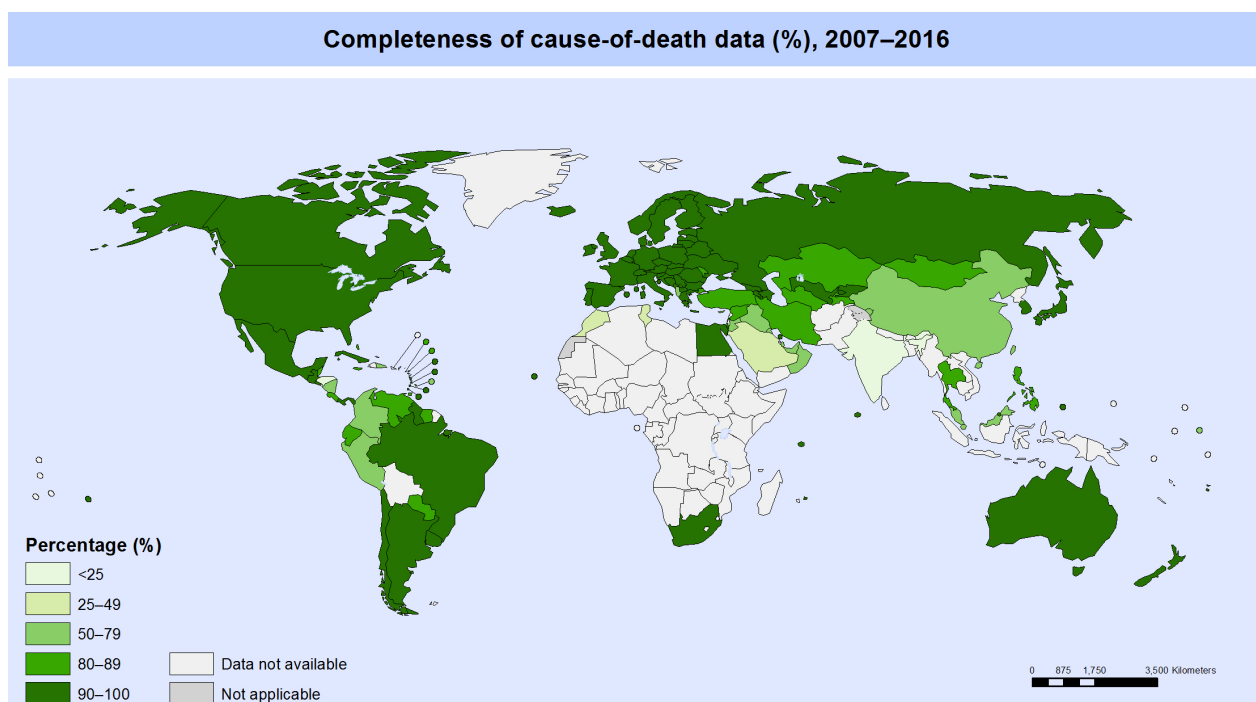 Completeness of cause-of-death data (%), 2007–2016
Percentage (%)
<25
25–49
50–79
80–89
90–100
Data not available
Not applicable
0 875 1,750 3,500 Kilometers